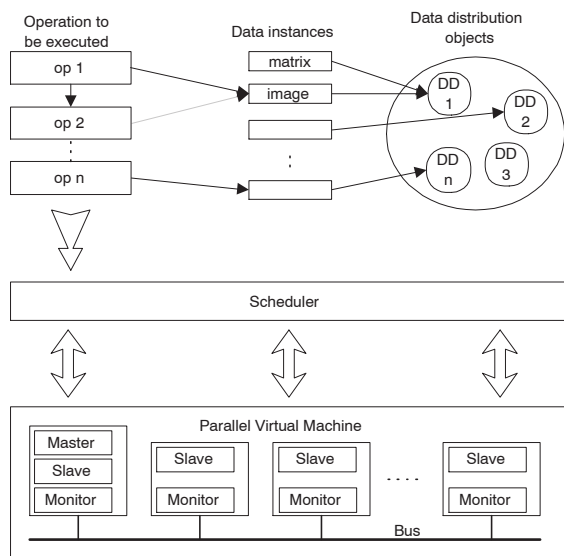 Operation to
be executed
Data instances
Data distribution
objects
op 1
matrix
image
DD
1
DD
2
op 2
op n
DD
n
DD
3
Scheduler
Parallel Virtual Machine
Master
Slave
Monitor
Slave
Monitor
Slave
Monitor
Slave
Monitor
Bus